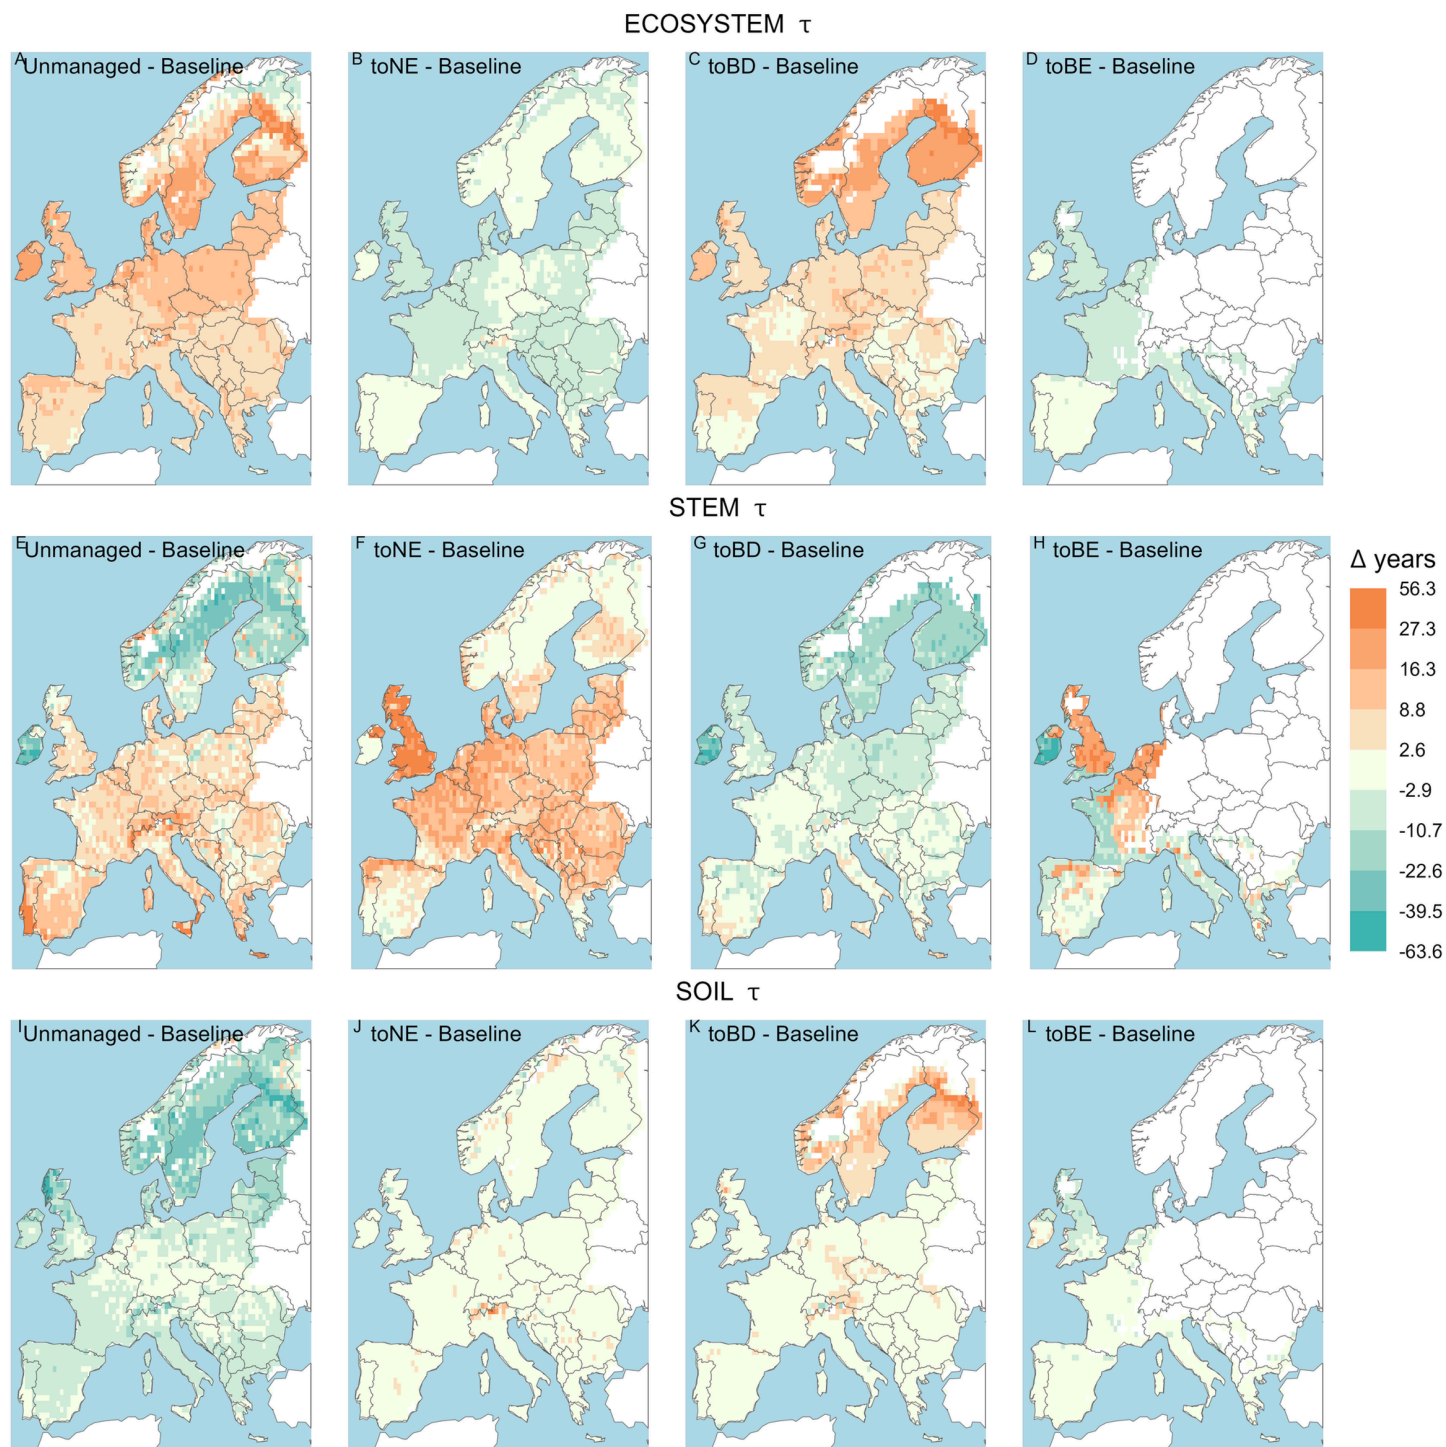 ECOSYSTEM τ
A Unmanaged - Baseline
B toNE - Baseline
C toBD - Baseline
D toBE - Baseline
STEM τ
E Unmanaged - Baseline
F toNE - Baseline
G toBD - Baseline
H toBE - Baseline
Δ years
56.3
27.3
16.3
8.8
2.6
-2.9
-10.7
-22.6
-39.5
-63.6
SOIL τ
I Unmanaged - Baseline
J toNE - Baseline
K toBD - Baseline
L toBE - Baseline